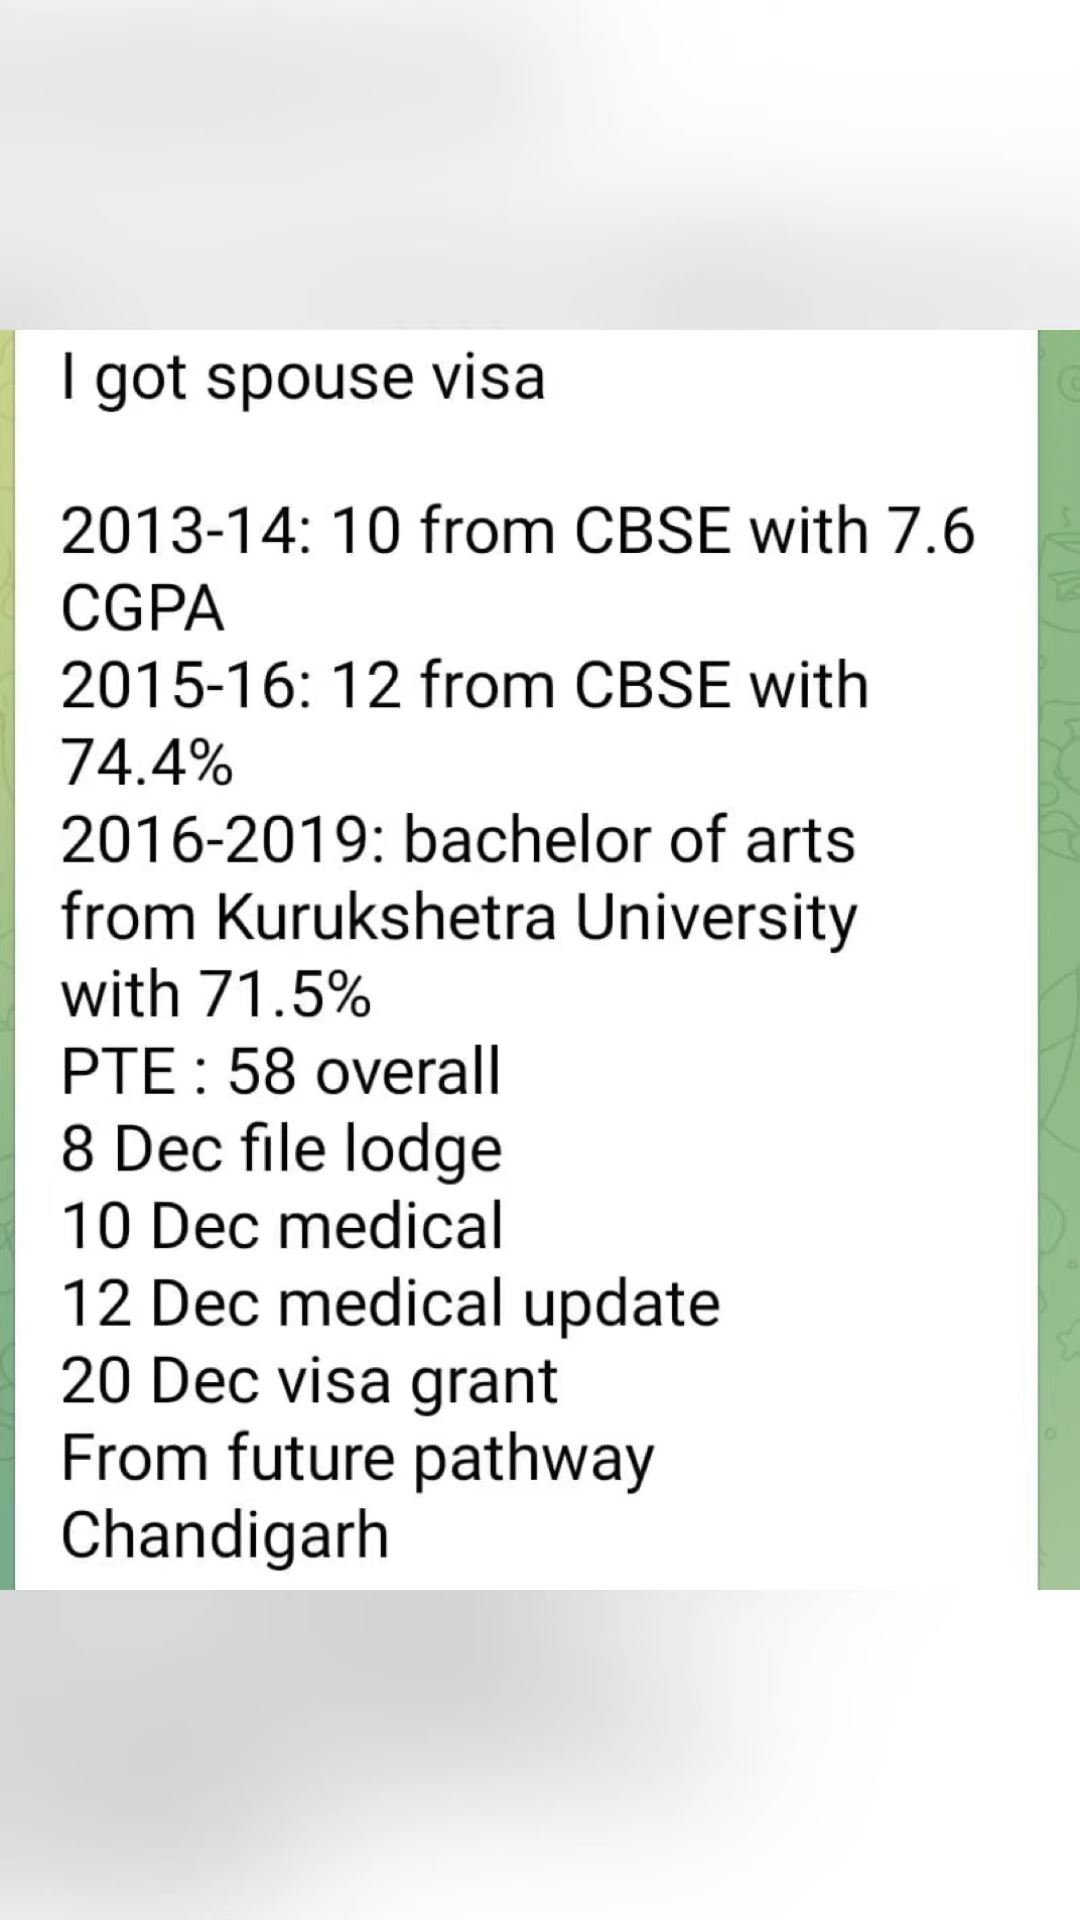 I got spouse visa
2013-14: 10 from CBSE with 7.6
CGPA
2015-16: 12 from CBSE with
74.4%
2016-2019: bachelor of arts
from Kurukshetra University
with 71.5%
PTE : 58 overall
8 Dec file lodge
10 Dec medical
12 Dec medical update
20 Dec visa grant
From future pathway
Chandigarh